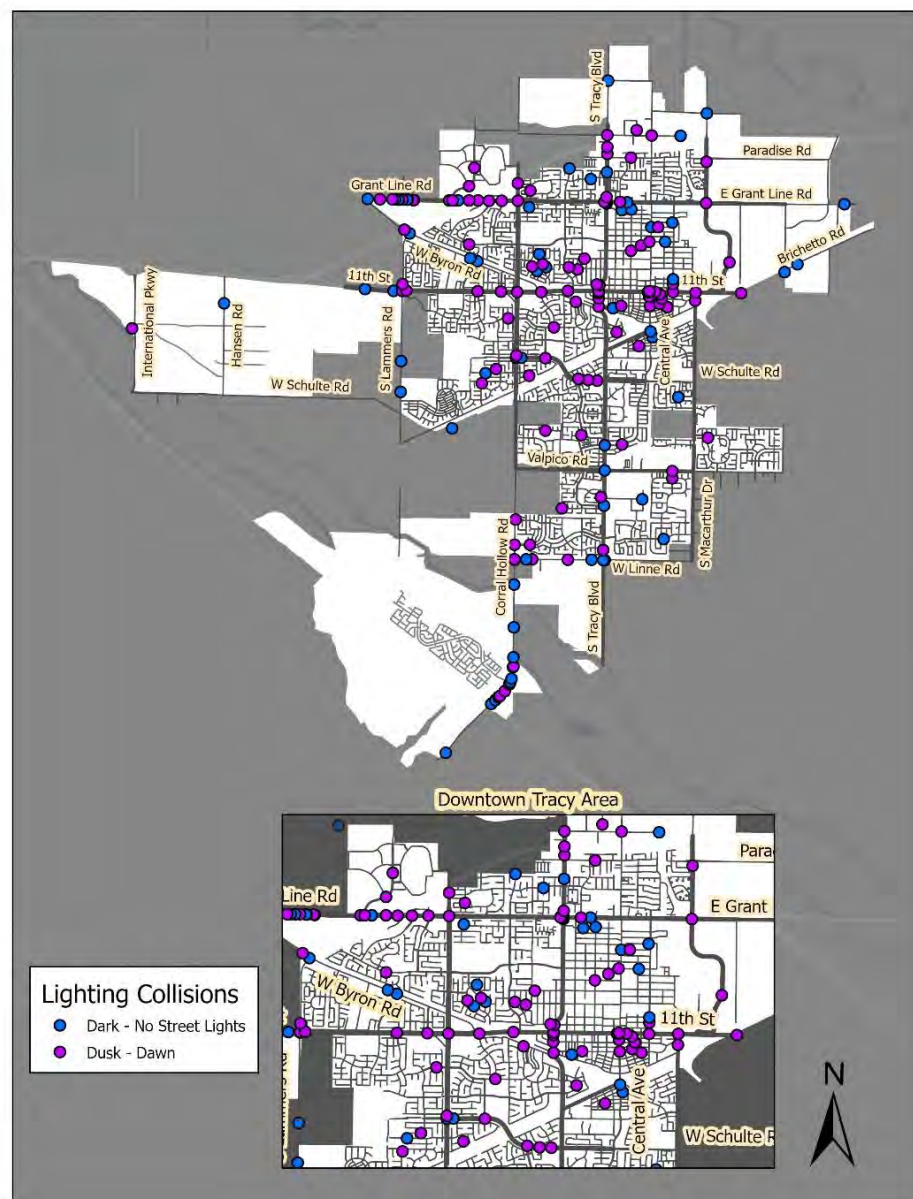 S Tracy Blvd
Paradise Rd
Grant Line Rd
E Grant Line Rd
Brichetto Rd
W Byron Rd
11th St
11th St
International Pkwy
Hansen Rd
S Lammers Rd
Central Ave
W Schulte Rd
W Schulte Rd
Valpico Rd
S Macarthur Dr
Corral Hollow Rd
W Linne Rd
S Tracy Blvd
Downtown Tracy Area
Para
Line Rd
E Grant
W Byron Rd
11th St
Central Ave
W Schulte R
Lighting Collisions
Dark - No Street Lights
Dusk - Dawn
N